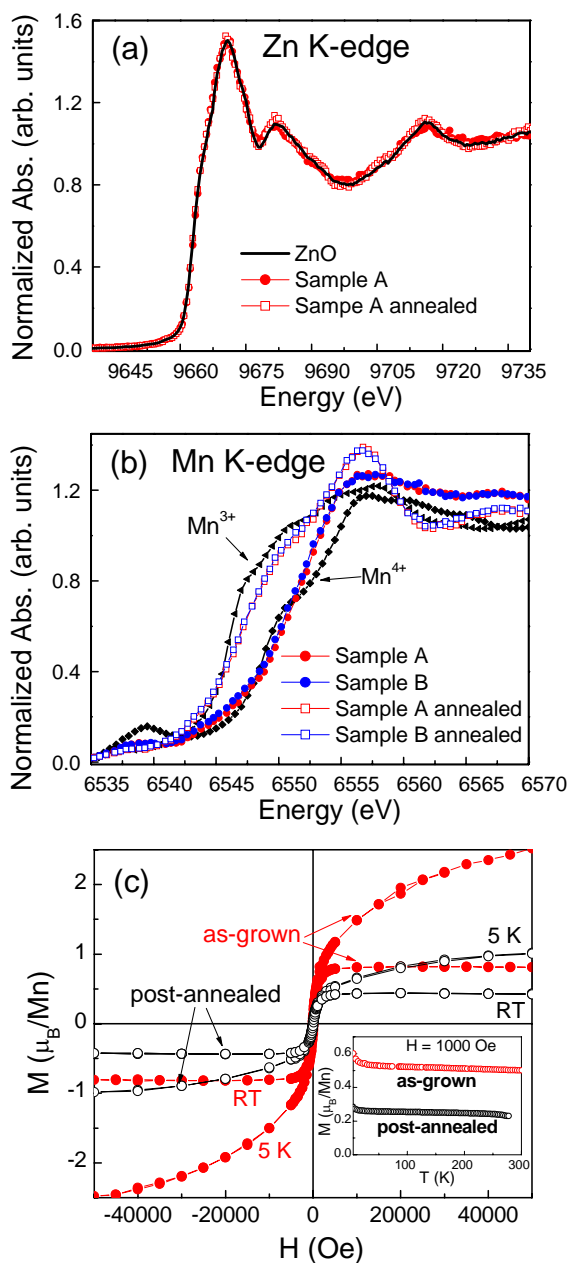 (a) Zn K-edge
Normalized Abs. (arb. units)
1.6
1.2
0.8
0.4
0.0
ZnO
Sample A
Sampe A annealed
9645 9660 9675 9690 9705 9720 9735
Energy (eV)
(b) Mn K-edge
Normalized Abs. (arb. units)
1.2
0.8
0.4
0.0
Mn3+
Mn4+
Sample A
Sample B
Sample A annealed
Sample B annealed
6535 6540 6545 6550 6555 6560 6565 6570
Energy (eV)
(c)
M (μB/Mn)
2
1
0
-1
-2
as-grown
5 K
post-annealed
RT
RT
5 K
H = 1000 Oe
as-grown
post-annealed
M (μB/Mn)
0.6
0.4
0.2
0.0
100 200 300
T (K)
-40000 -20000 0 20000 40000
H (Oe)